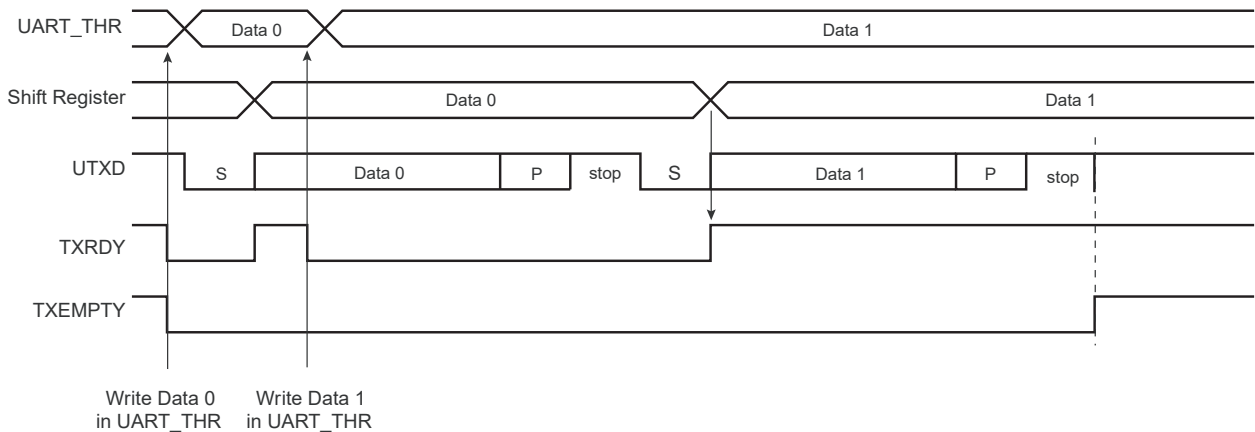 UART_THR
Data 0
Data 1
Shift Register
Data 0
Data 1
UTXD
S
Data 0
P
stop
S
Data 1
P
stop
TXRDY
TXEMPTY
Write Data 0
in UART_THR
Write Data 1
in UART_THR